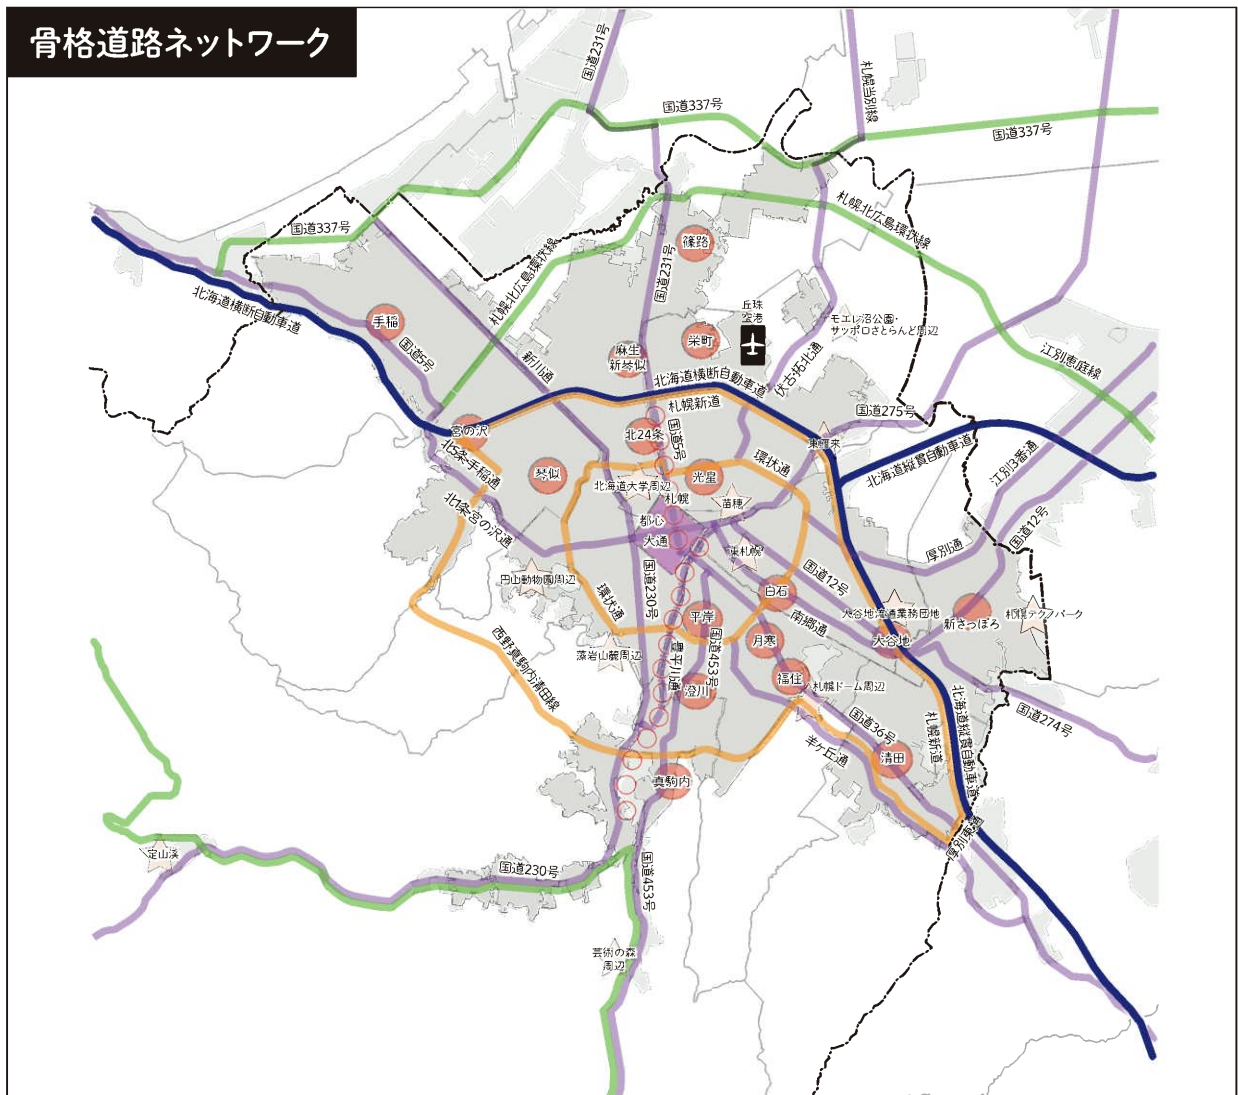 骨格道路ネットワーク
国道231号
札幌当別線
国道337号
国道337号
国道337号
札幌北広島環状線
札幌北広島環状線
篠路
国道231号
北海道横断自動車道
手稲
国道5号
丘珠
空港
モエレ沼公園・
サッポロさとらんど周辺
栄町
麻生
新琴似
新川通
伏古拓北通
江別恵庭線
北海道横断自動車道
札幌新道
国道275号
宮の沢
北24条
国道5号
東雁来
北海道縦貫自動車道
江別3番通
北5条・手稲通
琴似
環状通
光星
北海道大学周辺
札幌
苗穂
北1条・宮の沢通
都心
大通
東札幌
国道12号
厚別通
円山動物園周辺
国道230号
国道12号
環状通
白石
平岸
南郷通
大谷地流通業務団地
新さっぽろ
札幌テクノパーク
西野真駒内清田線
藻岩山麓周辺
豊平川通
国道453号
月寒
大谷地
福住
札幌ドーム周辺
澄川
北海道縦貫自動車道
札幌新道
国道274号
国道36号
羊ヶ丘通
清田
真駒内
厚別東通
定山渓
国道230号
国道453号
芸術の森
周辺